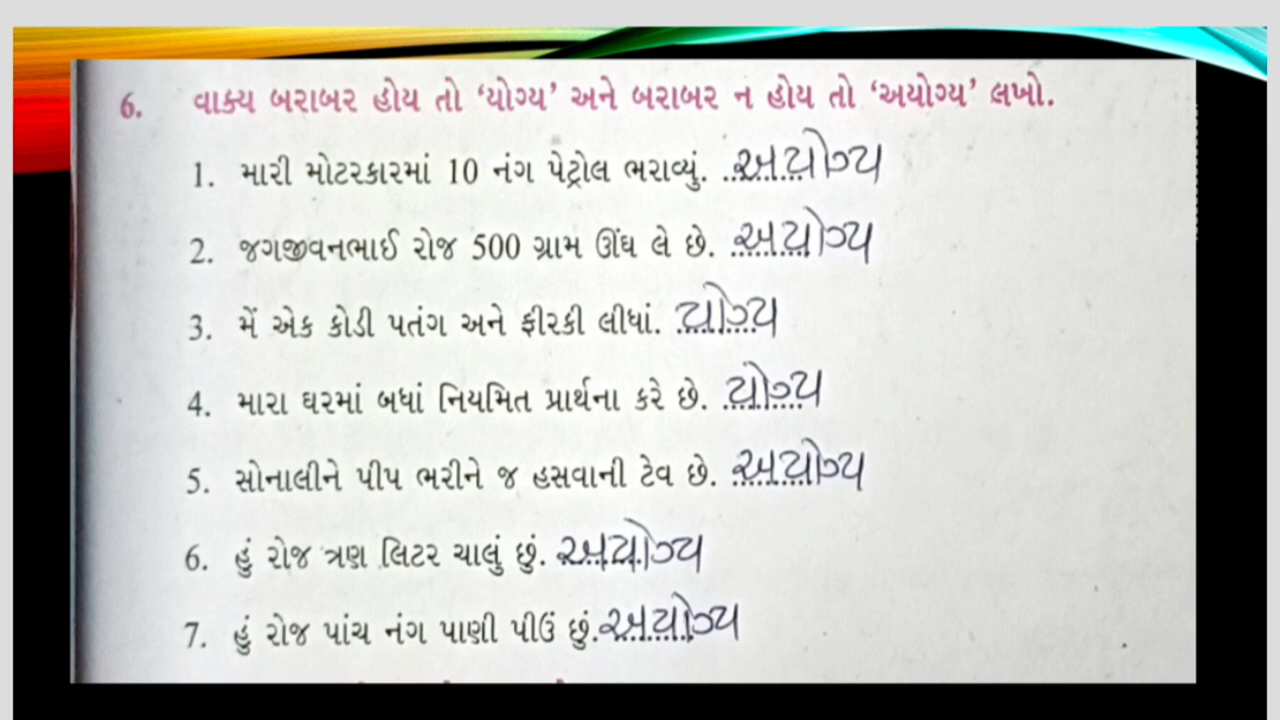 6. વાક્ય બરાબર હોય તો ‘યોગ્ય’ અને બરાબર ન હોય તો ‘અયોગ્ય’ લખો.
1. મારી મોટરકારમાં 10 નંગ પેટ્રોલ ભરાવ્યું. અયોગ્ય
2. જગજીવનભાઈ રોજ 500 ગ્રામ ઊંઘ લે છે. અયોગ્ય
3. મેં એક કોડી પતંગ અને ફીરકી લીધાં. યોગ્ય
4. મારા ઘરમાં બધાં નિયમિત પ્રાર્થના કરે છે. યોગ્ય
5. સોનાલીને પીપ ભરીને જ હસવાની ટેવ છે. અયોગ્ય
6. હું રોજ ત્રણ લિટર ચાલું છું. અયોગ્ય
7. હું રોજ પાંચ નંગ પાણી પીઉં છું. અયોગ્ય